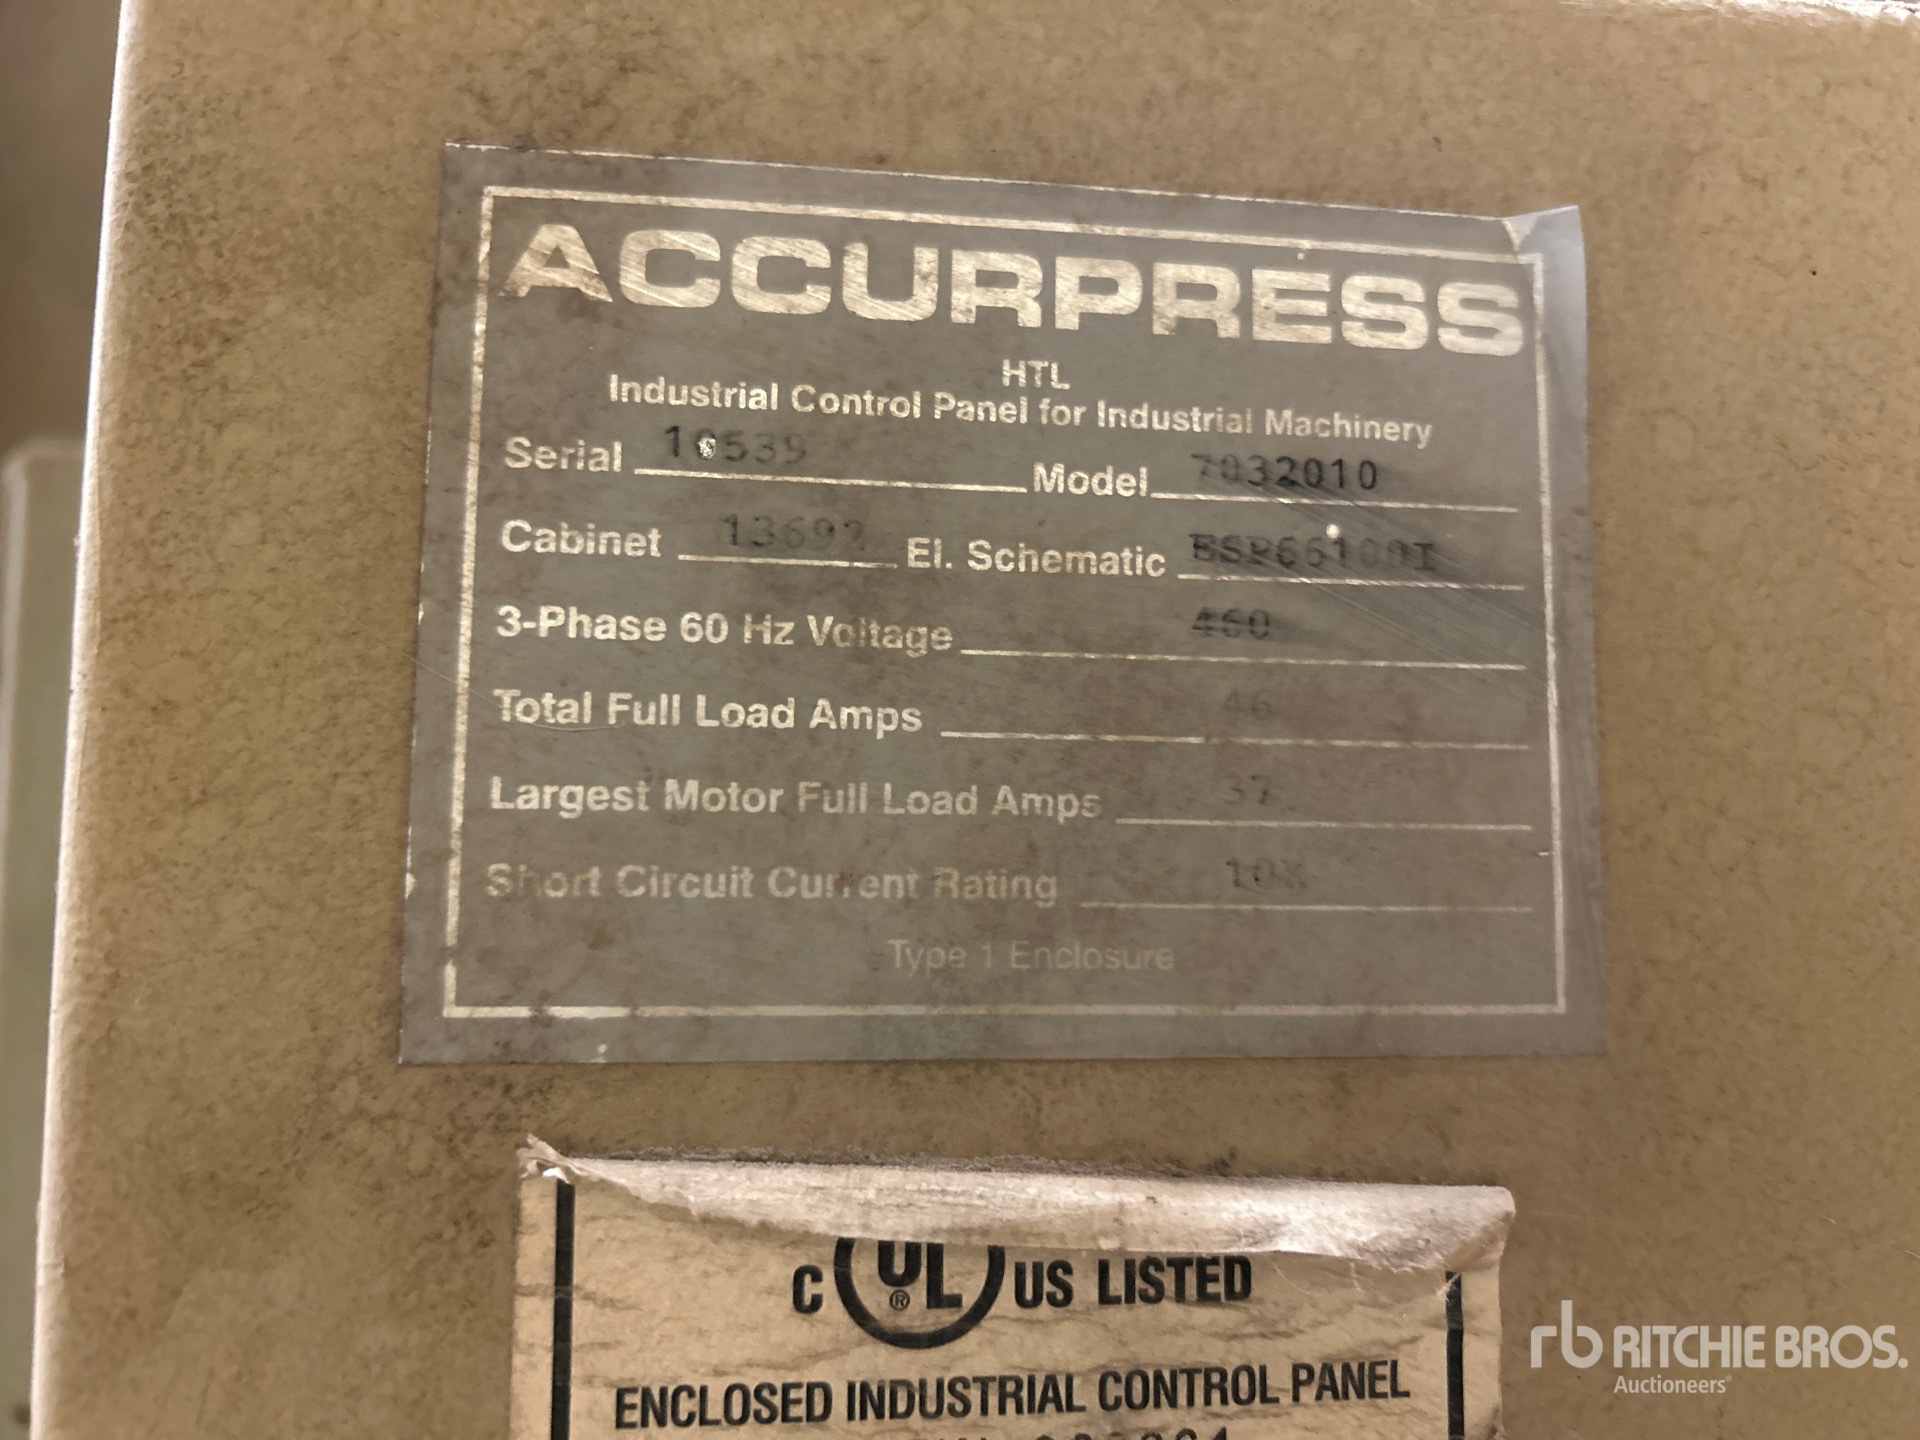 ACCURPRESS
HTL
Industrial Control Panel for Industrial Machinery
Serial 10539 Model 7032010
Cabinet El. Schematic
3-Phase 60 Hz Voltage 460
Total Full Load Amps 46
Largest Motor Full Load Amps 37
Short Circuit Current Rating 10K
Type 1 Enclosure
C UL ® US LISTED
ENCLOSED INDUSTRIAL CONTROL PANEL
rb RITCHIE BROS.
Auctioneers